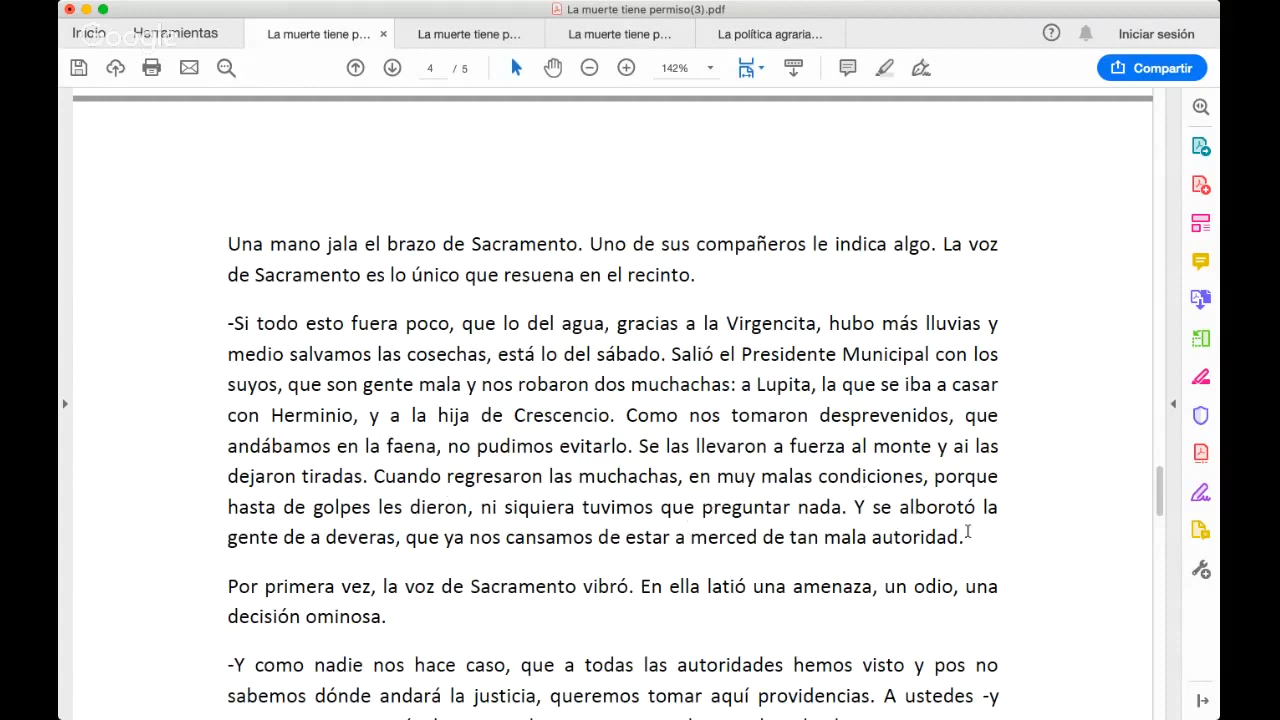 La muerte tiene permiso(3).pdf
Inicio Herramientas La muerte tiene p... × La muerte tiene p... La muerte tiene p... La política agraria... Iniciar sesión
Google
4 / 5 142% Compartir
Una mano jala el brazo de Sacramento. Uno de sus compañeros le indica algo. La voz
de Sacramento es lo único que resuena en el recinto.
-Si todo esto fuera poco, que lo del agua, gracias a la Virgencita, hubo más lluvias y
medio salvamos las cosechas, está lo del sábado. Salió el Presidente Municipal con los
suyos, que son gente mala y nos robaron dos muchachas: a Lupita, la que se iba a casar
con Herminio, y a la hija de Crescencio. Como nos tomaron desprevenidos, que
andábamos en la faena, no pudimos evitarlo. Se las llevaron a fuerza al monte y ai las
dejaron tiradas. Cuando regresaron las muchachas, en muy malas condiciones, porque
hasta de golpes les dieron, ni siquiera tuvimos que preguntar nada. Y se alborotó la
gente de a deveras, que ya nos cansamos de estar a merced de tan mala autoridad.
Por primera vez, la voz de Sacramento vibró. En ella latió una amenaza, un odio, una
decisión ominosa.
-Y como nadie nos hace caso, que a todas las autoridades hemos visto y pos no
sabemos dónde andará la justicia, queremos tomar aquí providencias. A ustedes -y